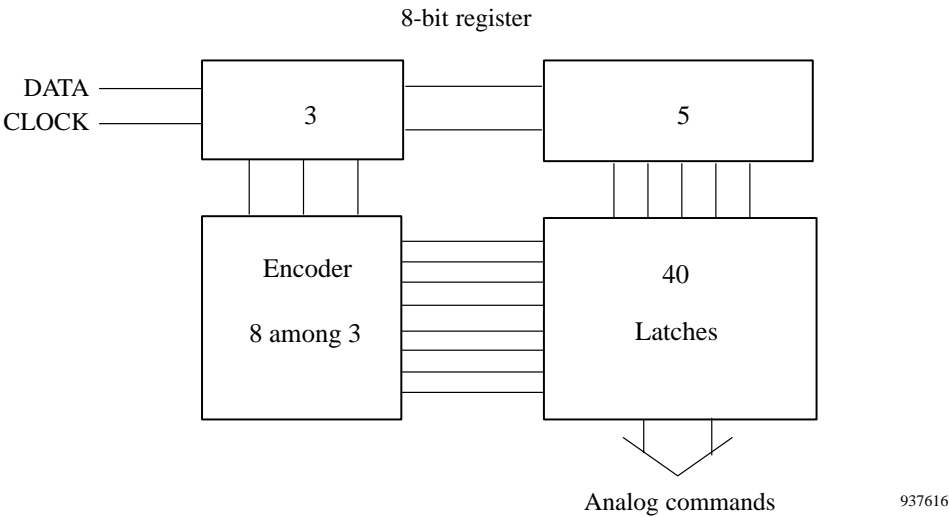 8-bit register
DATA
CLOCK
3
5
Encoder
8 among 3
40
Latches
Analog commands
937616